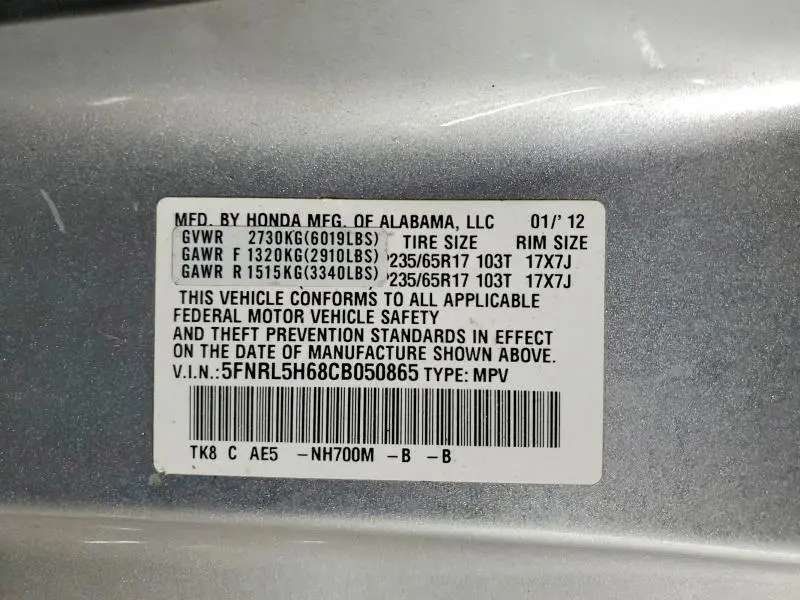 MFD. BY HONDA MFG. OF ALABAMA, LLC 01/'12
GVWR 2730KG(6019LBS) TIRE SIZE RIM SIZE
GAWR F 1320KG(2910LBS) P235/65R17 103T 17X7J
GAWR R 1515KG(3340LBS) P235/65R17 103T 17X7J
THIS VEHICLE CONFORMS TO ALL APPLICABLE
FEDERAL MOTOR VEHICLE SAFETY
AND THEFT PREVENTION STANDARDS IN EFFECT
ON THE DATE OF MANUFACTURE SHOWN ABOVE.
V.I.N.:5FNRL5H68CB050865 TYPE: MPV
TK8 C AE5 -NH700M -B -B